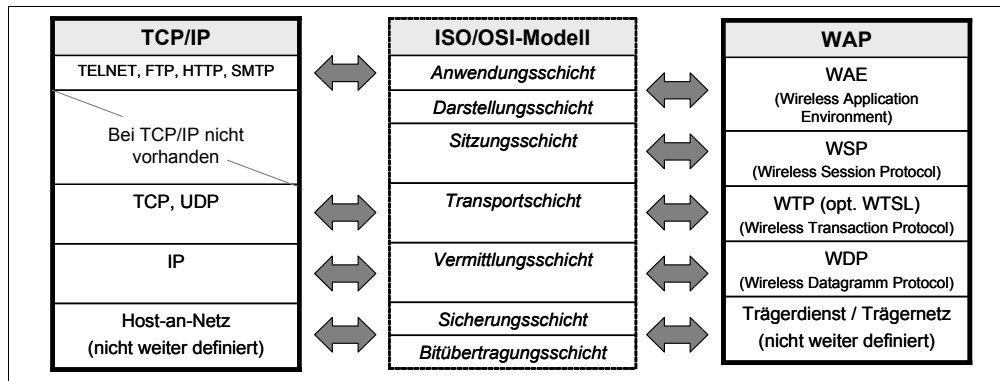 TCP/IP
TELNET, FTP, HTTP, SMTP
Bei TCP/IP nicht
vorhanden
TCP, UDP
IP
Host-an-Netz
(nicht weiter definiert)
ISO/OSI-Modell
Anwendungsschicht
Darstellungsschicht
Sitzungsschicht
Transportschicht
Vermittlungsschicht
Sicherungsschicht
Bitübertragungsschicht
WAP
WAE
(Wireless Application
Environment)
WSP
(Wireless Session Protocol)
WTP (opt. WTSL)
(Wireless Transaction Protocol)
WDP
(Wireless Datagramm Protocol)
Trägerdienst / Trägernetz
(nicht weiter definiert)